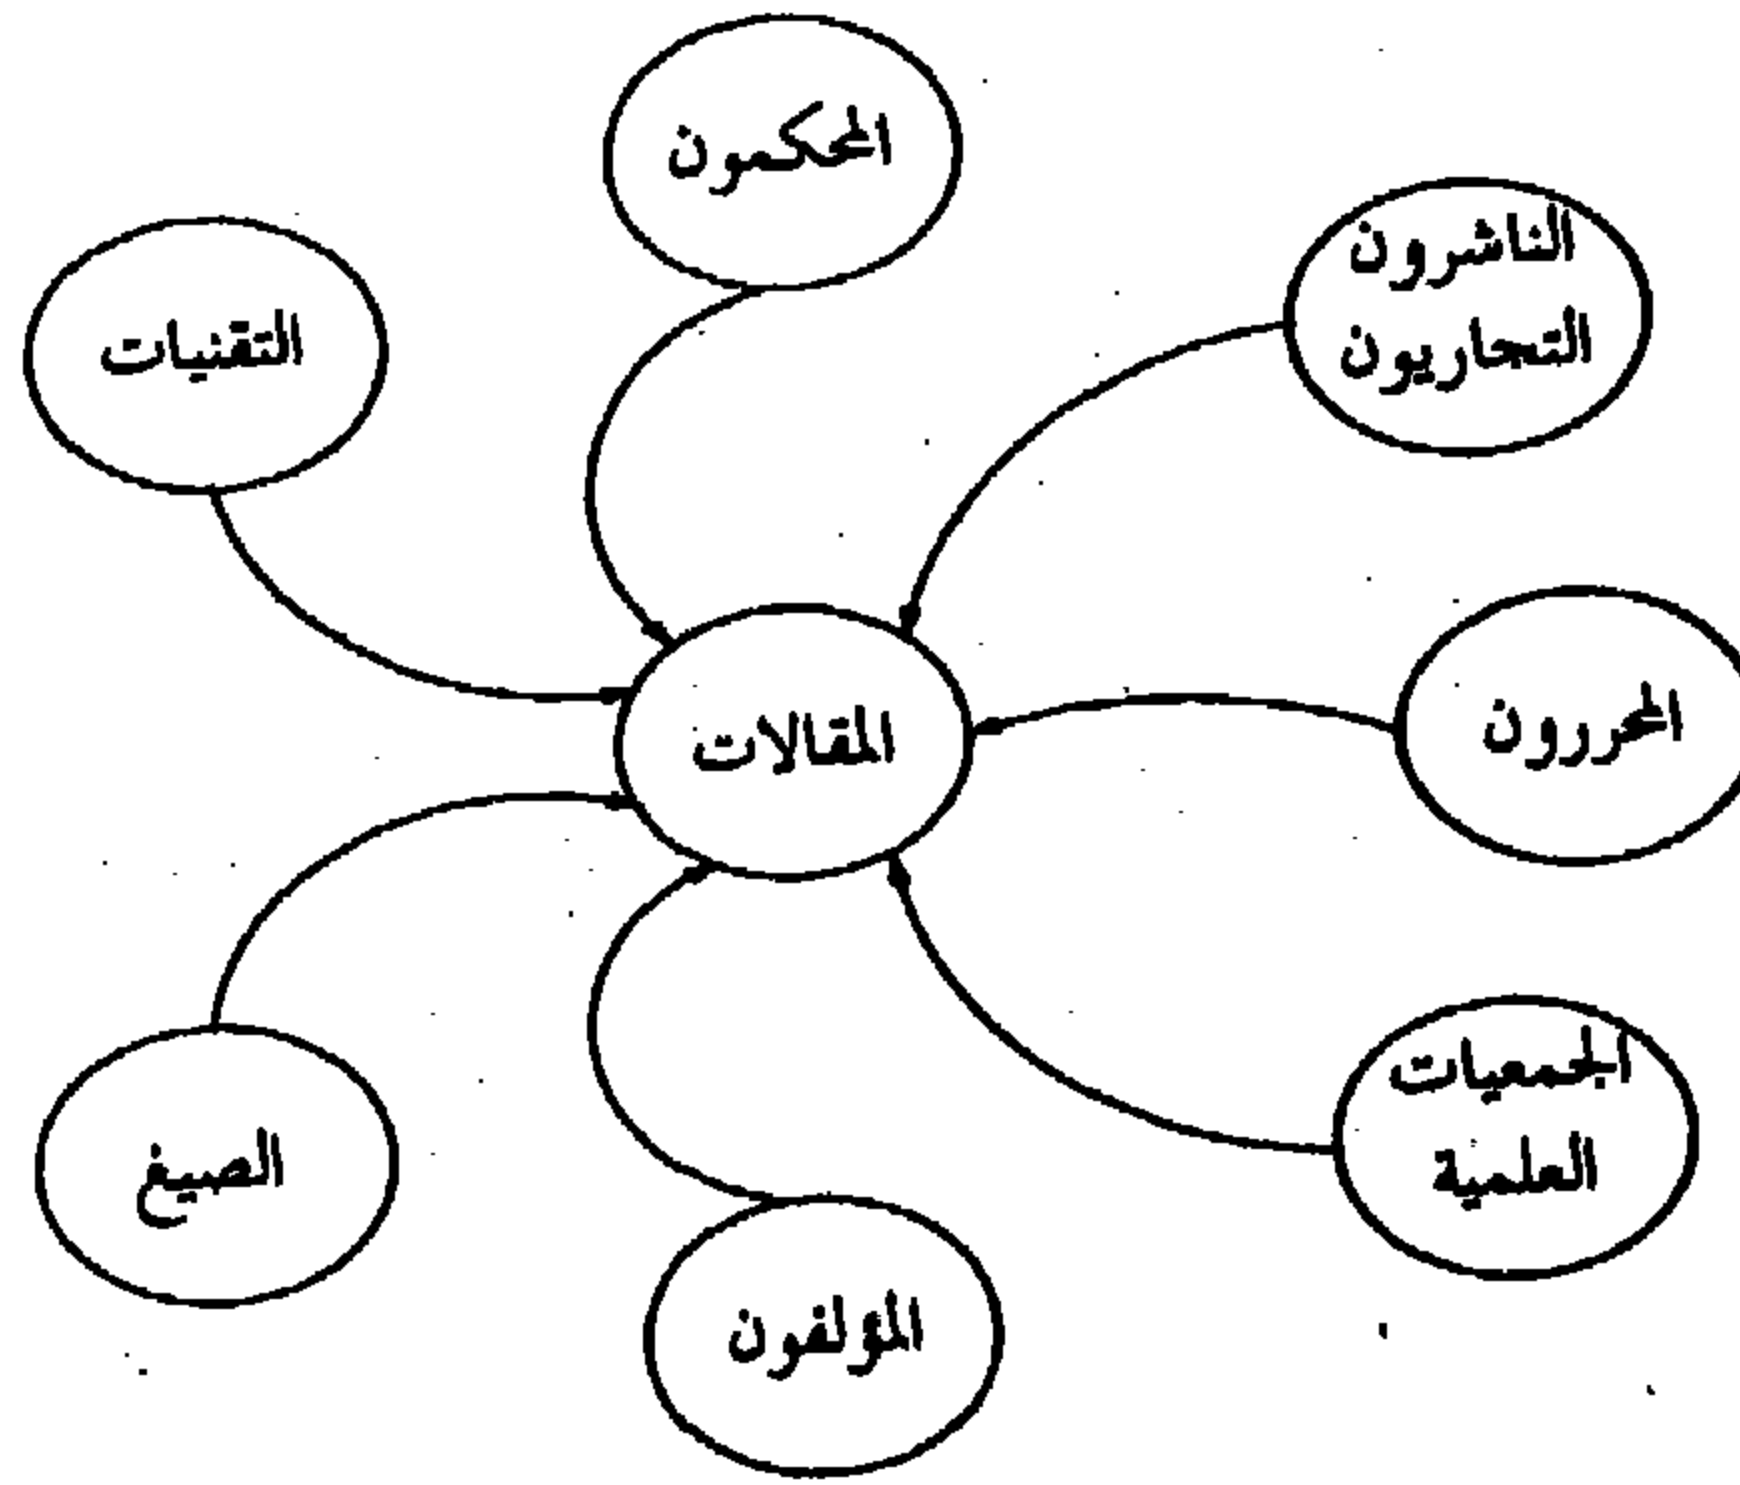 المحكمون
الناشرون
التجاريون
التقنيات
المحررون
المقالات
الجمعيات
العلمية
الصيغ
المؤلفون